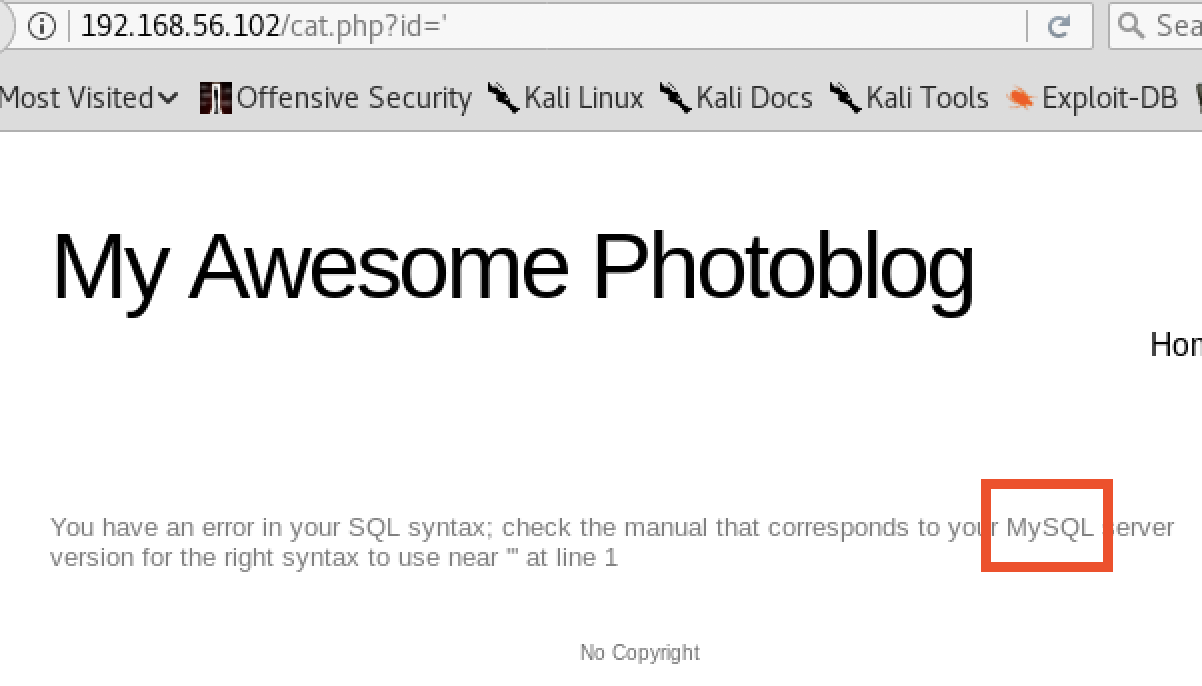 192.168.56.102/cat.php?id='
Most Visited Offensive Security Kali Linux Kali Docs Kali Tools Exploit-DB
My Awesome Photoblog
You have an error in your SQL syntax; check the manual that corresponds to your MySQL server
version for the right syntax to use near ''' at line 1
No Copyright